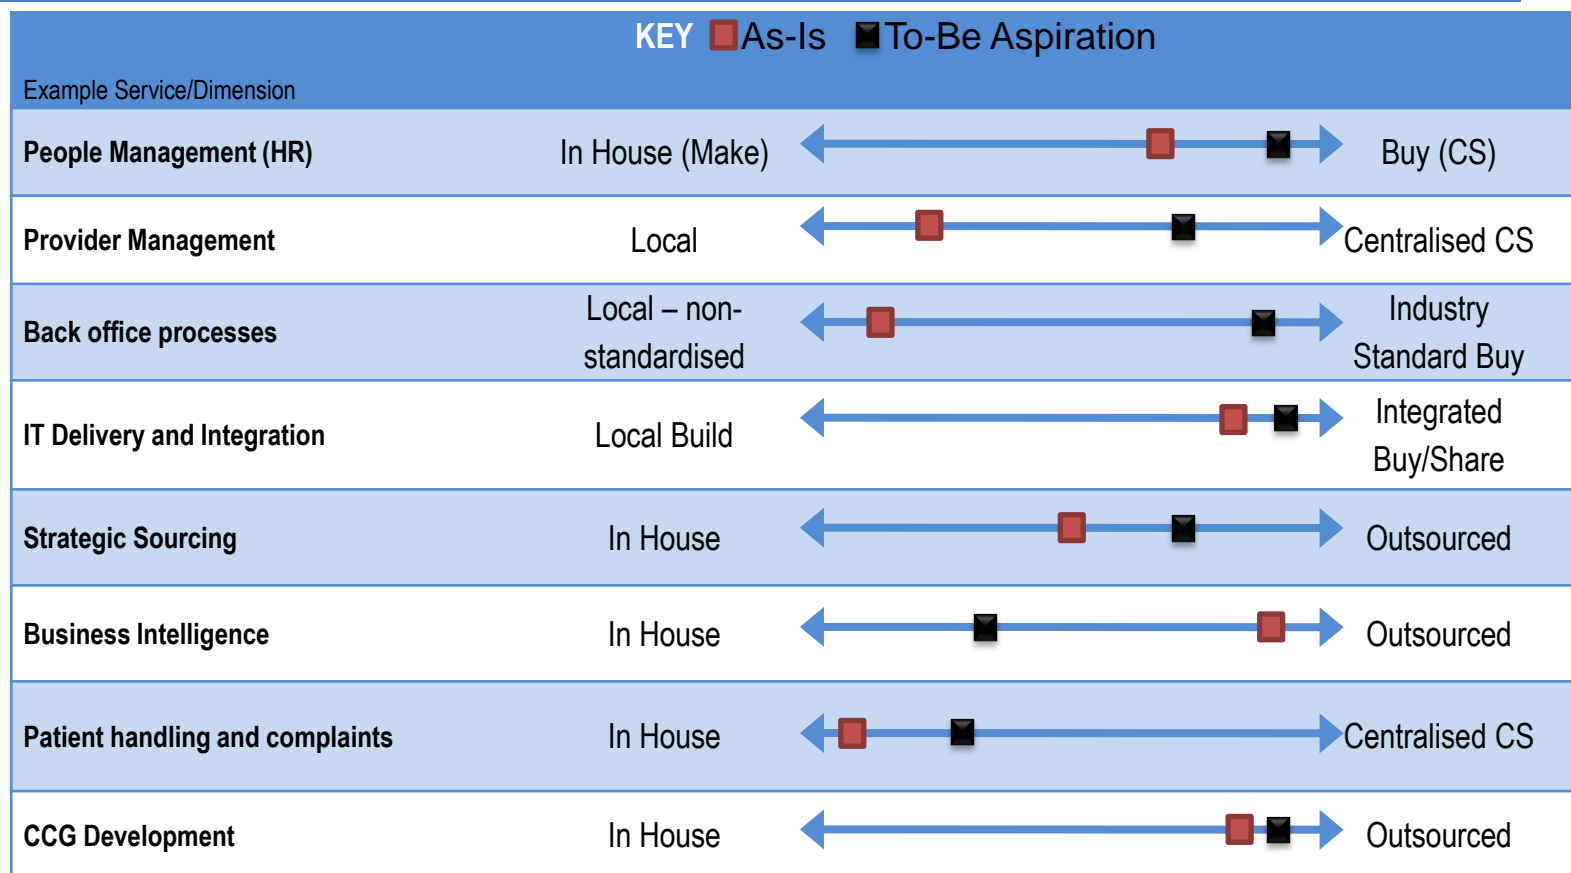 KEY As-Is To-Be Aspiration
Example Service/Dimension
People Management (HR) In House (Make) Buy (CS)
Provider Management Local Centralised CS
Back office processes Local – non-
standardised Industry
Standard Buy
IT Delivery and Integration Local Build Integrated
Buy/Share
Strategic Sourcing In House Outsourced
Business Intelligence In House Outsourced
Patient handling and complaints In House Centralised CS
CCG Development In House Outsourced